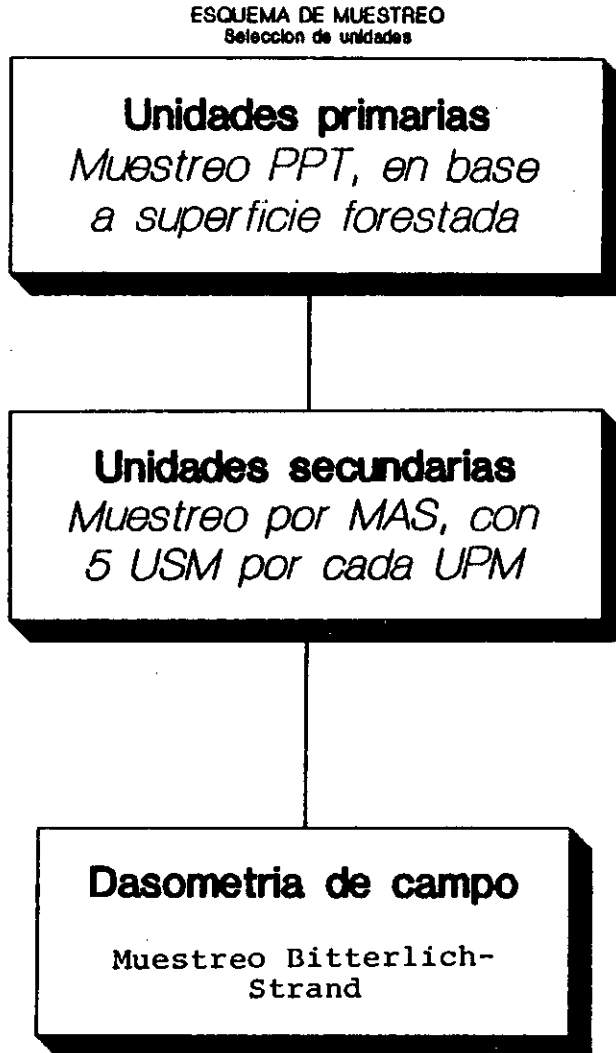 ESQUEMA DE MUESTREO
Seleccion de unidades
Unidades primarias
Muestreo PPT, en base
a superficie forestada
Unidades secundarias
Muestreo por MAS, con
5 USM por cada UPM
Dasometria de campo
Muestreo Bitterlich-
Strand